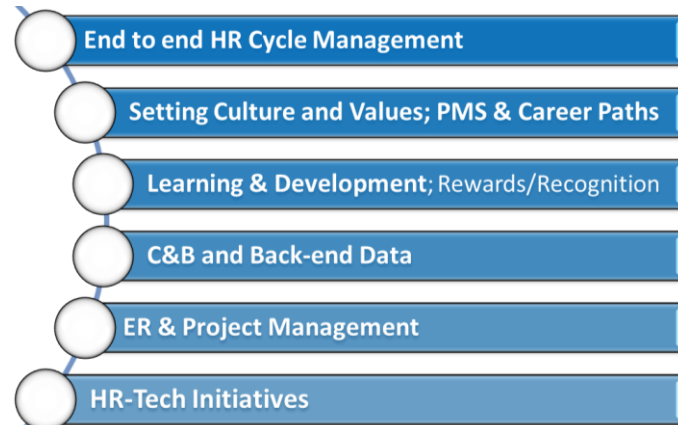 End to end HR Cycle Management
Setting Culture and Values; PMS & Career Paths
Learning & Development; Rewards/Recognition
C&B and Back-end Data
ER & Project Management
HR-Tech Initiatives